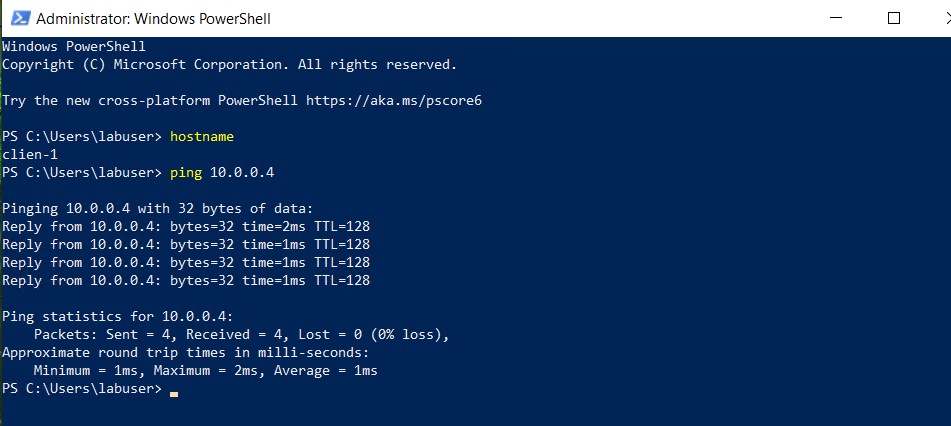 Administrator: Windows PowerShell
Windows PowerShell
Copyright (C) Microsoft Corporation. All rights reserved.
Try the new cross-platform PowerShell https://aka.ms/pscore6
PS C:\Users\labuser> hostname
clien-1
PS C:\Users\labuser> ping 10.0.0.4
Pinging 10.0.0.4 with 32 bytes of data:
Reply from 10.0.0.4: bytes=32 time=2ms TTL=128
Reply from 10.0.0.4: bytes=32 time=1ms TTL=128
Reply from 10.0.0.4: bytes=32 time=1ms TTL=128
Reply from 10.0.0.4: bytes=32 time=1ms TTL=128
Ping statistics for 10.0.0.4:
    Packets: Sent = 4, Received = 4, Lost = 0 (0% loss),
Approximate round trip times in milli-seconds:
    Minimum = 1ms, Maximum = 2ms, Average = 1ms
PS C:\Users\labuser>